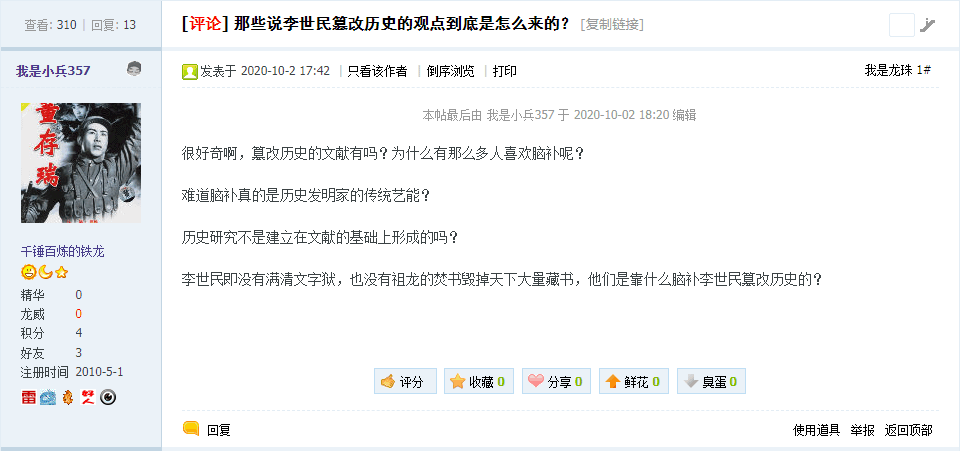 查看: 310 | 回复: 13
[评论] 那些说李世民篡改历史的观点到底是怎么来的？ [复制链接]
我是小兵357
发表于 2020-10-2 17:42 | 只看该作者 | 倒序浏览 | 打印
我是龙珠 1#
本帖最后由 我是小兵357 于 2020-10-02 18:20 编辑
董存瑞
很好奇啊，篡改历史的文献有吗？为什么有那么多人喜欢脑补呢？
难道脑补真的是历史发明家的传统艺能？
历史研究不是建立在文献的基础上形成的吗？
李世民即没有满清文字狱，也没有祖龙的焚书毁掉天下大量藏书，他们是靠什么脑补李世民篡改历史的？
千锤百炼的铁龙
精华 0
龙威 0
积分 4
好友 3
注册时间 2010-5-1
雷
评分
收藏 0
分享 0
鲜花 0
臭蛋 0
回复
使用道具 举报 返回顶部